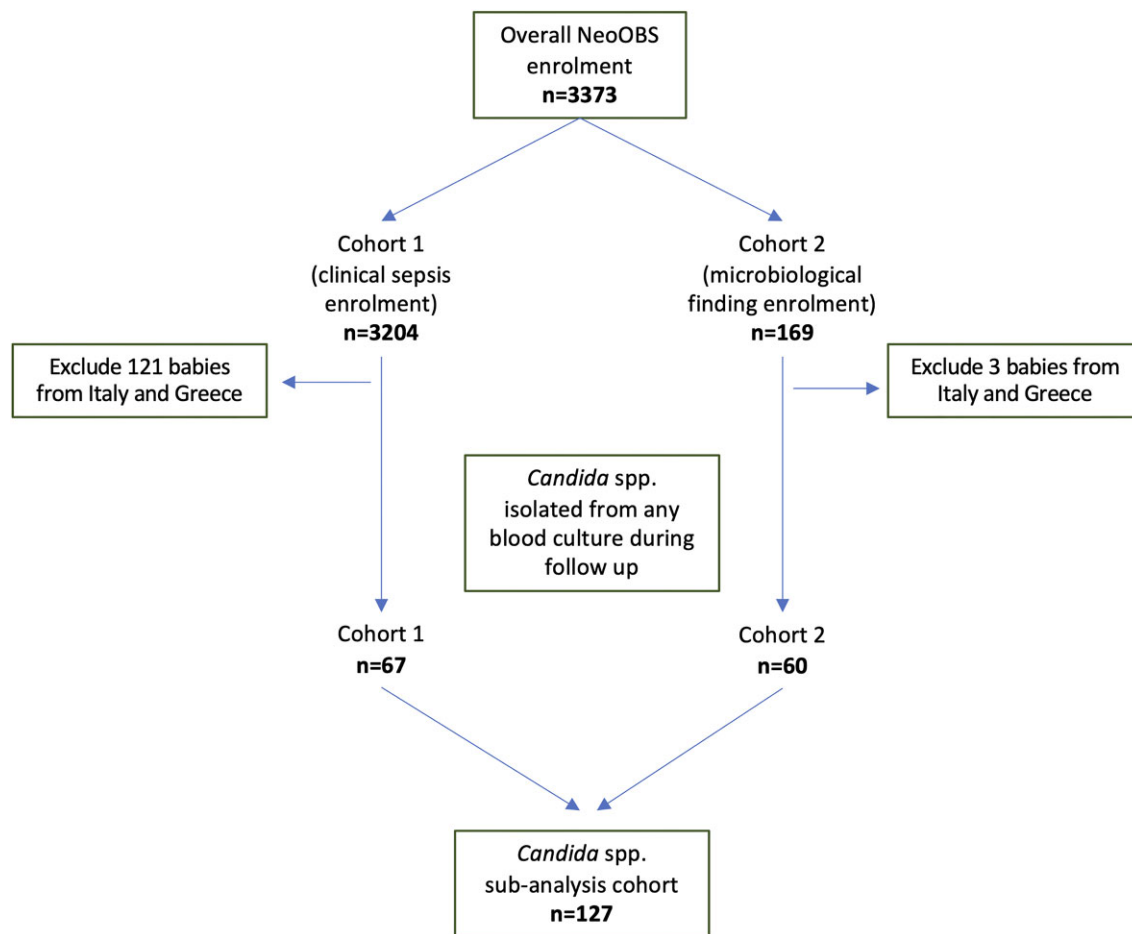 Overall NeoOBS
enrolment
n=3373
Cohort 1
(clinical sepsis
enrolment)
n=3204
Cohort 2
(microbiological
finding enrolment)
n=169
Exclude 121 babies
from Italy and Greece
Exclude 3 babies from
Italy and Greece
Candida spp.
isolated from any
blood culture during
follow up
Cohort 1
n=67
Cohort 2
n=60
Candida spp.
sub-analysis cohort
n=127